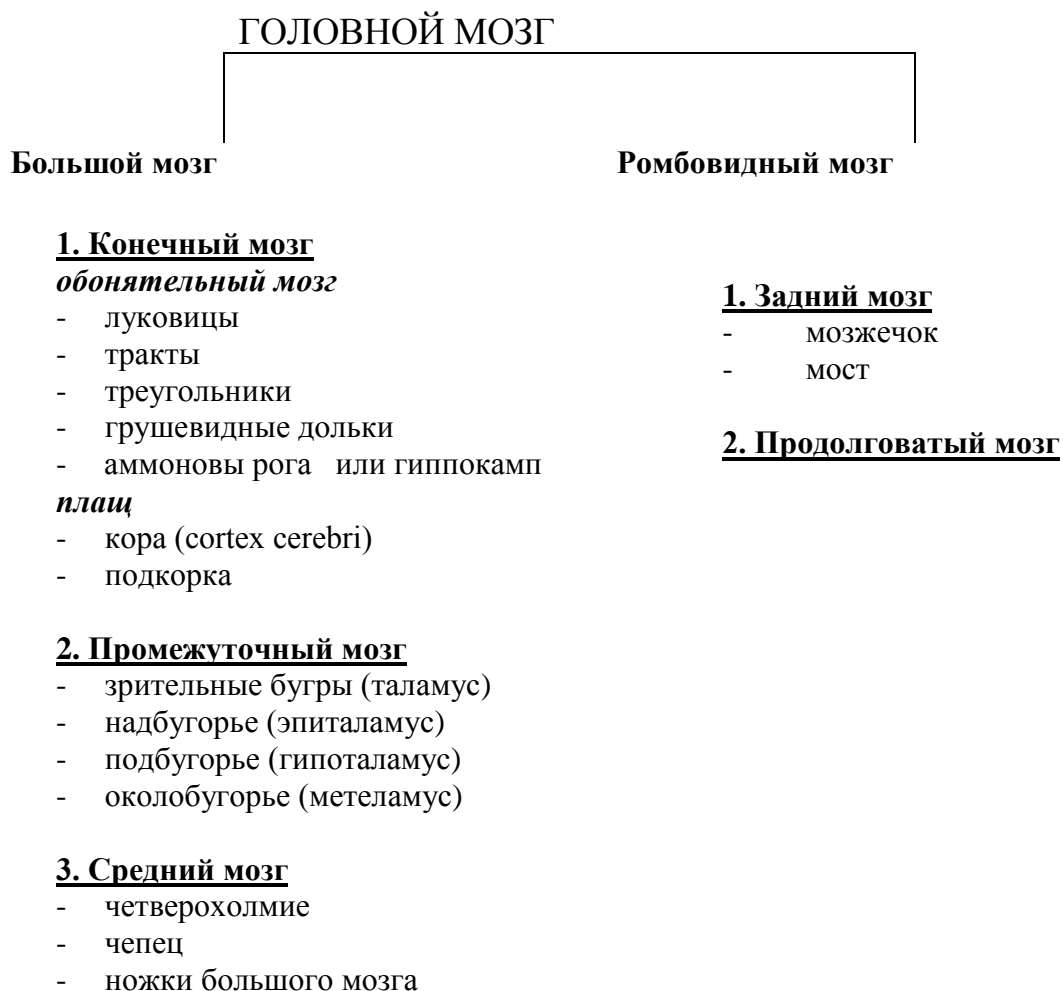 ГОЛОВНОЙ МОЗГ
Большой мозг
1. Конечный мозг
обонятельный мозг
- луковицы
- тракты
- треугольники
- грушевидные дольки
- аммоновы рога или гиппокамп
плащ
- кора (cortex cerebri)
- подкорка
2. Промежуточный мозг
- зрительные бугры (таламус)
- надбугорье (эпиталамус)
- подбугорье (гипоталамус)
- околобугорье (метеламус)
3. Средний мозг
- четверохолмие
- чепец
- ножки большого мозга
Ромбовидный мозг
1. Задний мозг
- мозжечок
- мост
2. Продолговатый мозг